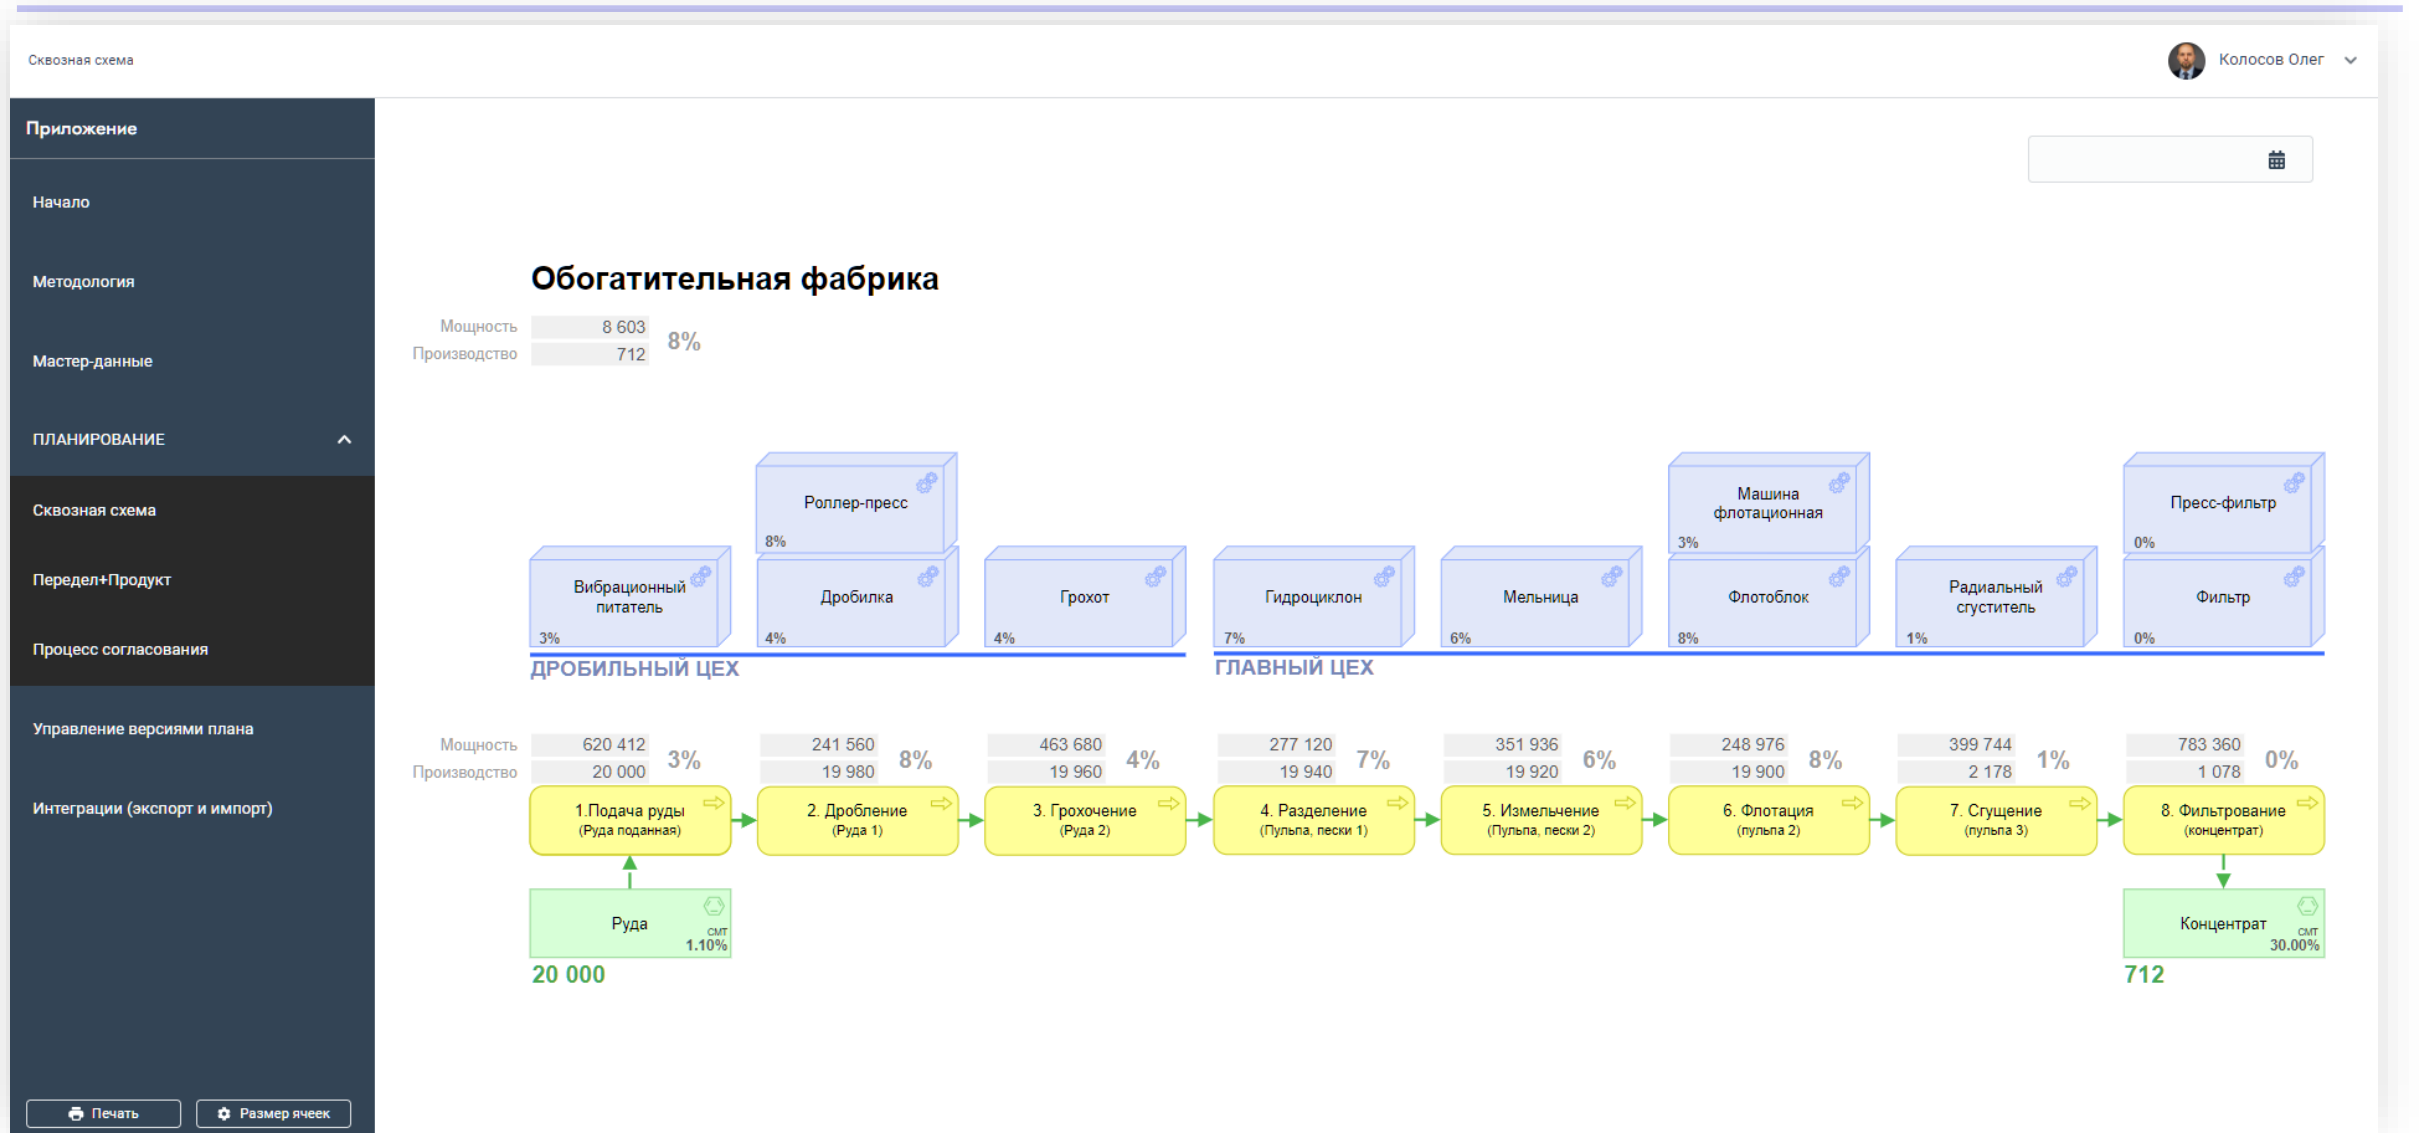 Сквозная схема
Колосов Олег
Приложение
Начало
Методология
Мастер-данные
ПЛАНИРОВАНИЕ
Сквозная схема
Передел+Продукт
Процесс согласования
Управление версиями плана
Интеграции (экспорт и импорт)
Печать
Размер ячеек
Обогатительная фабрика
Мощность 8 603
Производство 712
8%
Роллер-пресс
8%
Машина
флотационная
3%
Пресс-фильтр
0%
Вибрационный
питатель
3%
Дробилка
4%
Грохот
4%
Гидроциклон
7%
Мельница
6%
Флотоблок
8%
Радиальный
сгуститель
1%
Фильтр
0%
ДРОБИЛЬНЫЙ ЦЕХ
ГЛАВНЫЙ ЦЕХ
Мощность 620 412 241 560 463 680 277 120 351 936 248 976 399 744 783 360
3% 8% 4% 7% 6% 8% 1% 0%
Производство 20 000 19 980 19 960 19 940 19 920 19 900 2 178 1 078
1.Подача руды
(Руда поданная)
2. Дробление
(Руда 1)
3. Грохочение
(Руда 2)
4. Разделение
(Пульпа, пески 1)
5. Измельчение
(Пульпа, пески 2)
6. Флотация
(пульпа 2)
7. Сгущение
(пульпа 3)
8. Фильтрование
(концентрат)
Руда
СМТ
1.10%
20 000
Концентрат
СМТ
30.00%
712